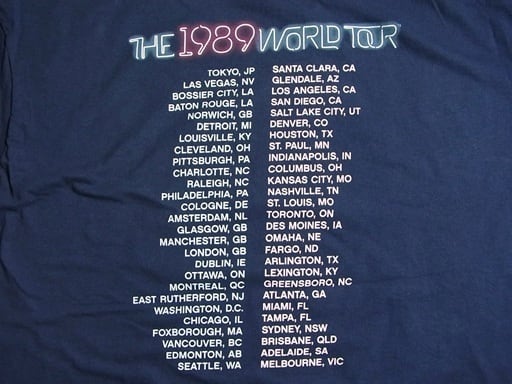 THE 1989 WORLD TOUR
TOKYO, JP
LAS VEGAS, NV
BOSSIER CITY, LA
BATON ROUGE, LA
NORWICH, GB
DETROIT, MI
LOUISVILLE, KY
CLEVELAND, OH
PITTSBURGH, PA
CHARLOTTE, NC
RALEIGH, NC
PHILADELPHIA, PA
COLOGNE, DE
AMSTERDAM, NL
GLASGOW, GB
MANCHESTER, GB
LONDON, GB
DUBLIN, IE
OTTAWA, ON
MONTREAL, QC
EAST RUTHERFORD, NJ
WASHINGTON, D.C.
CHICAGO, IL
FOXBOROUGH, MA
VANCOUVER, BC
EDMONTON, AB
SEATTLE, WA
SANTA CLARA, CA
GLENDALE, AZ
LOS ANGELES, CA
SAN DIEGO, CA
SALT LAKE CITY, UT
DENVER, CO
HOUSTON, TX
ST. PAUL, MN
INDIANAPOLIS, IN
COLUMBUS, OH
KANSAS CITY, MO
NASHVILLE, TN
ST. LOUIS, MO
TORONTO, ON
DES MOINES, IA
OMAHA, NE
FARGO, ND
ARLINGTON, TX
LEXINGTON, KY
GREENSBORO, NC
ATLANTA, GA
MIAMI, FL
TAMPA, FL
SYDNEY, NSW
BRISBANE, QLD
ADELAIDE, SA
MELBOURNE, VIC